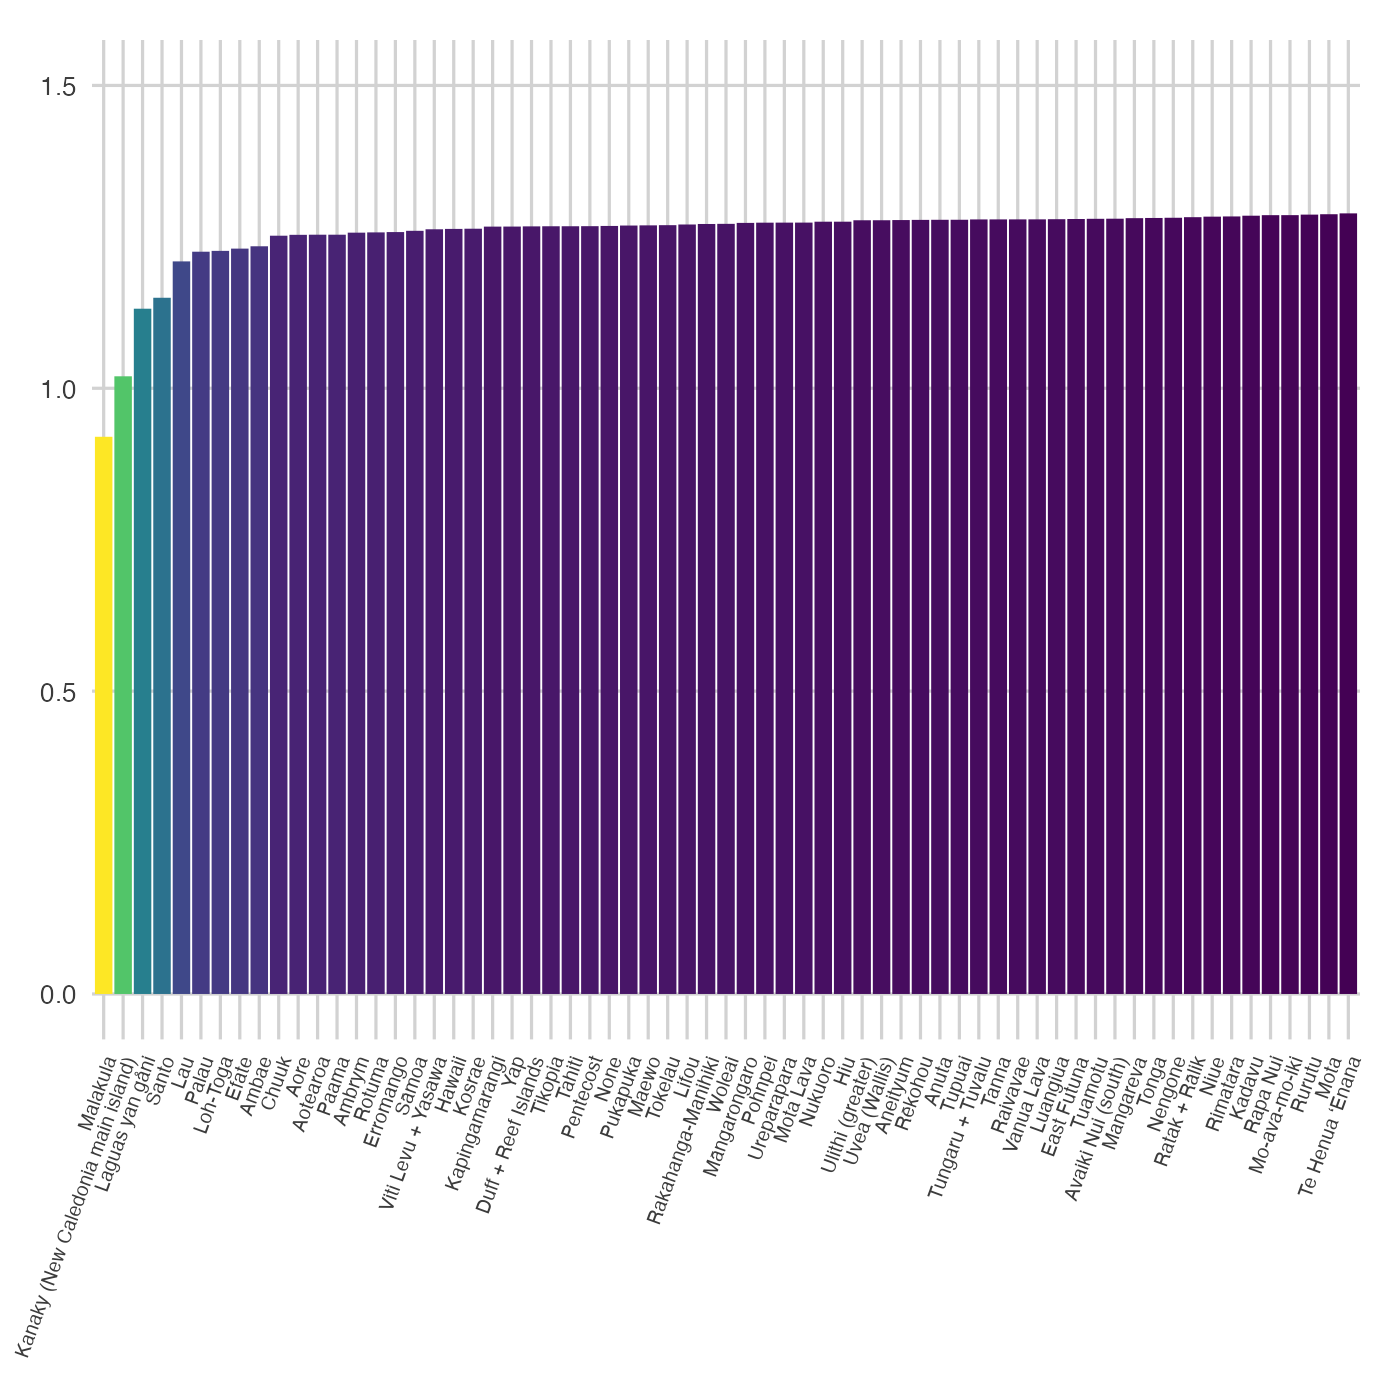 1.5
1.0
0.5
0.0
Malakula
Kanaky (New Caledonia main island)
Laguas yan gåni
Santo
Lau
Palau
Loh-Toga
Efate
Ambae
Chuuk
Aore
Aotearoa
Paama
Ambrym
Rotuma
Erromango
Samoa
Viti Levu + Yasawa
Hawaii
Kosrae
Kapingamarangi
Yap
Duff + Reef Islands
Tikopia
Tahiti
Pentecost
None
Pukapuka
Maewo
Tokelau
Lifou
Rakahanga-Manihiki
Woleai
Mangarongaro
Pohnpei
Ureparapara
Mota Lava
Nukuoro
Hiu
Ulithi (greater)
Uvea (Wallis)
Aneityum
Rekohou
Anuta
Tupuai
Tungaru + Tuvalu
Tanna
Raivavae
Vanua Lava
Luangiua
East Futuna
Tuamotu
Avaiki Nui (south)
Mangareva
Tonga
Nengone
Ratak + Ralik
Niue
Rimatara
Kadavu
Rapa Nui
Mo-ava-mo-iki
Rurutu
Mota
Te Henua ʻEnana